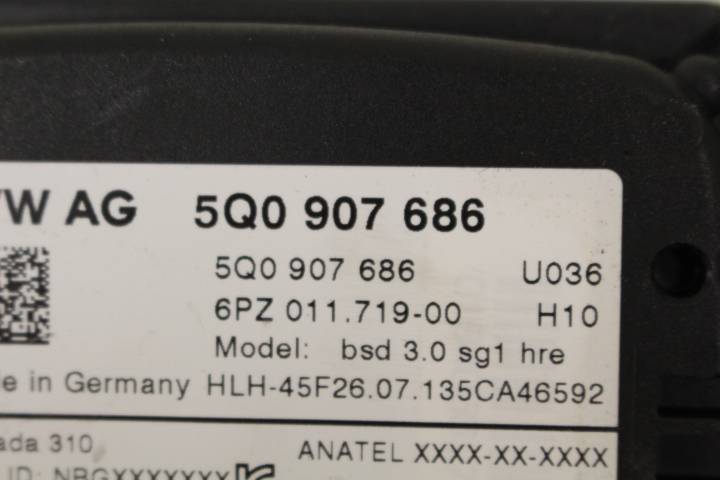 VW AG 5Q0 907 686
5Q0 907 686 U036
6PZ 011.719-00 H10
Model: bsd 3.0 sg1 hre
in Germany HLH-45F26.07.135CA46592
310 ANATEL XXXX-XX-XXXX
ID: NBGXXXXXXX